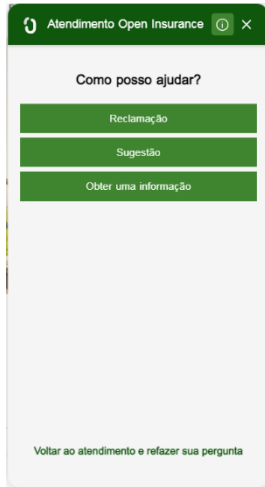 Atendimento Open Insurance
Como posso ajudar?
Reclamação
Sugestão
Obter uma informação
Voltar ao atendimento e refazer sua pergunta